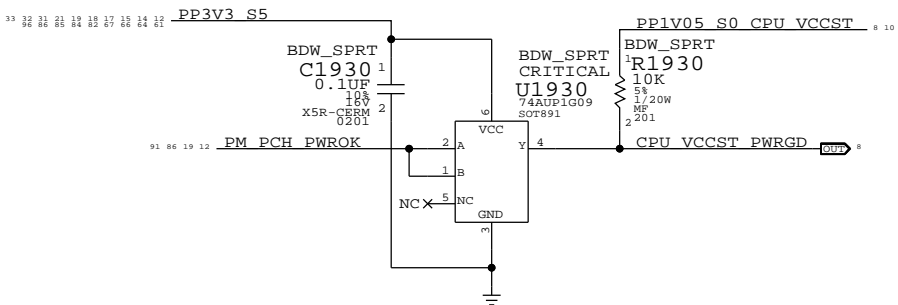 33 32 31 21 19 18 17 15 14 12
96 86 85 84 82 67 66 64 61
PP3V3_S5
PP1V05_S0_CPU_VCCST
8 10
BDW_SPRT
C1930
0.1UF
10%
16V
X5R-CERM
0201
1
2
BDW_SPRT
CRITICAL
U1930
74AUP1G09
SOT891
BDW_SPRT
R1930
10K
5%
1/20W
MF
201
1
2
6
VCC
91 86 19 12
PM_PCH_PWROK
2
A
Y
4
CPU_VCCST_PWRGD
OUT
8
1
B
NC
5
NC
GND
3